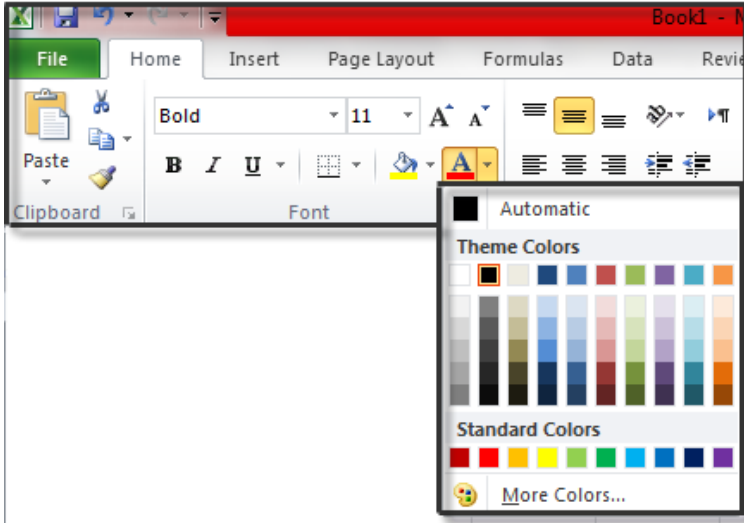 Book1 - M
File Home Insert Page Layout Formulas Data Revie
Bold 11 A A
Paste
B I U A
Clipboard Font
Automatic
Theme Colors
Standard Colors
More Colors...